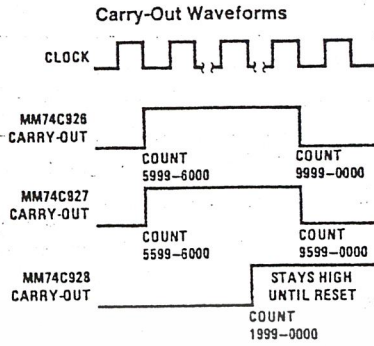 Carry-Out Waveforms
CLOCK
MM74C926
CARRY-OUT
COUNT
5999–6000
COUNT
9999–0000
MM74C927
CARRY-OUT
COUNT
5599–6000
COUNT
9599–0000
MM74C928
CARRY-OUT
STAYS HIGH
UNTIL RESET
COUNT
1999–0000